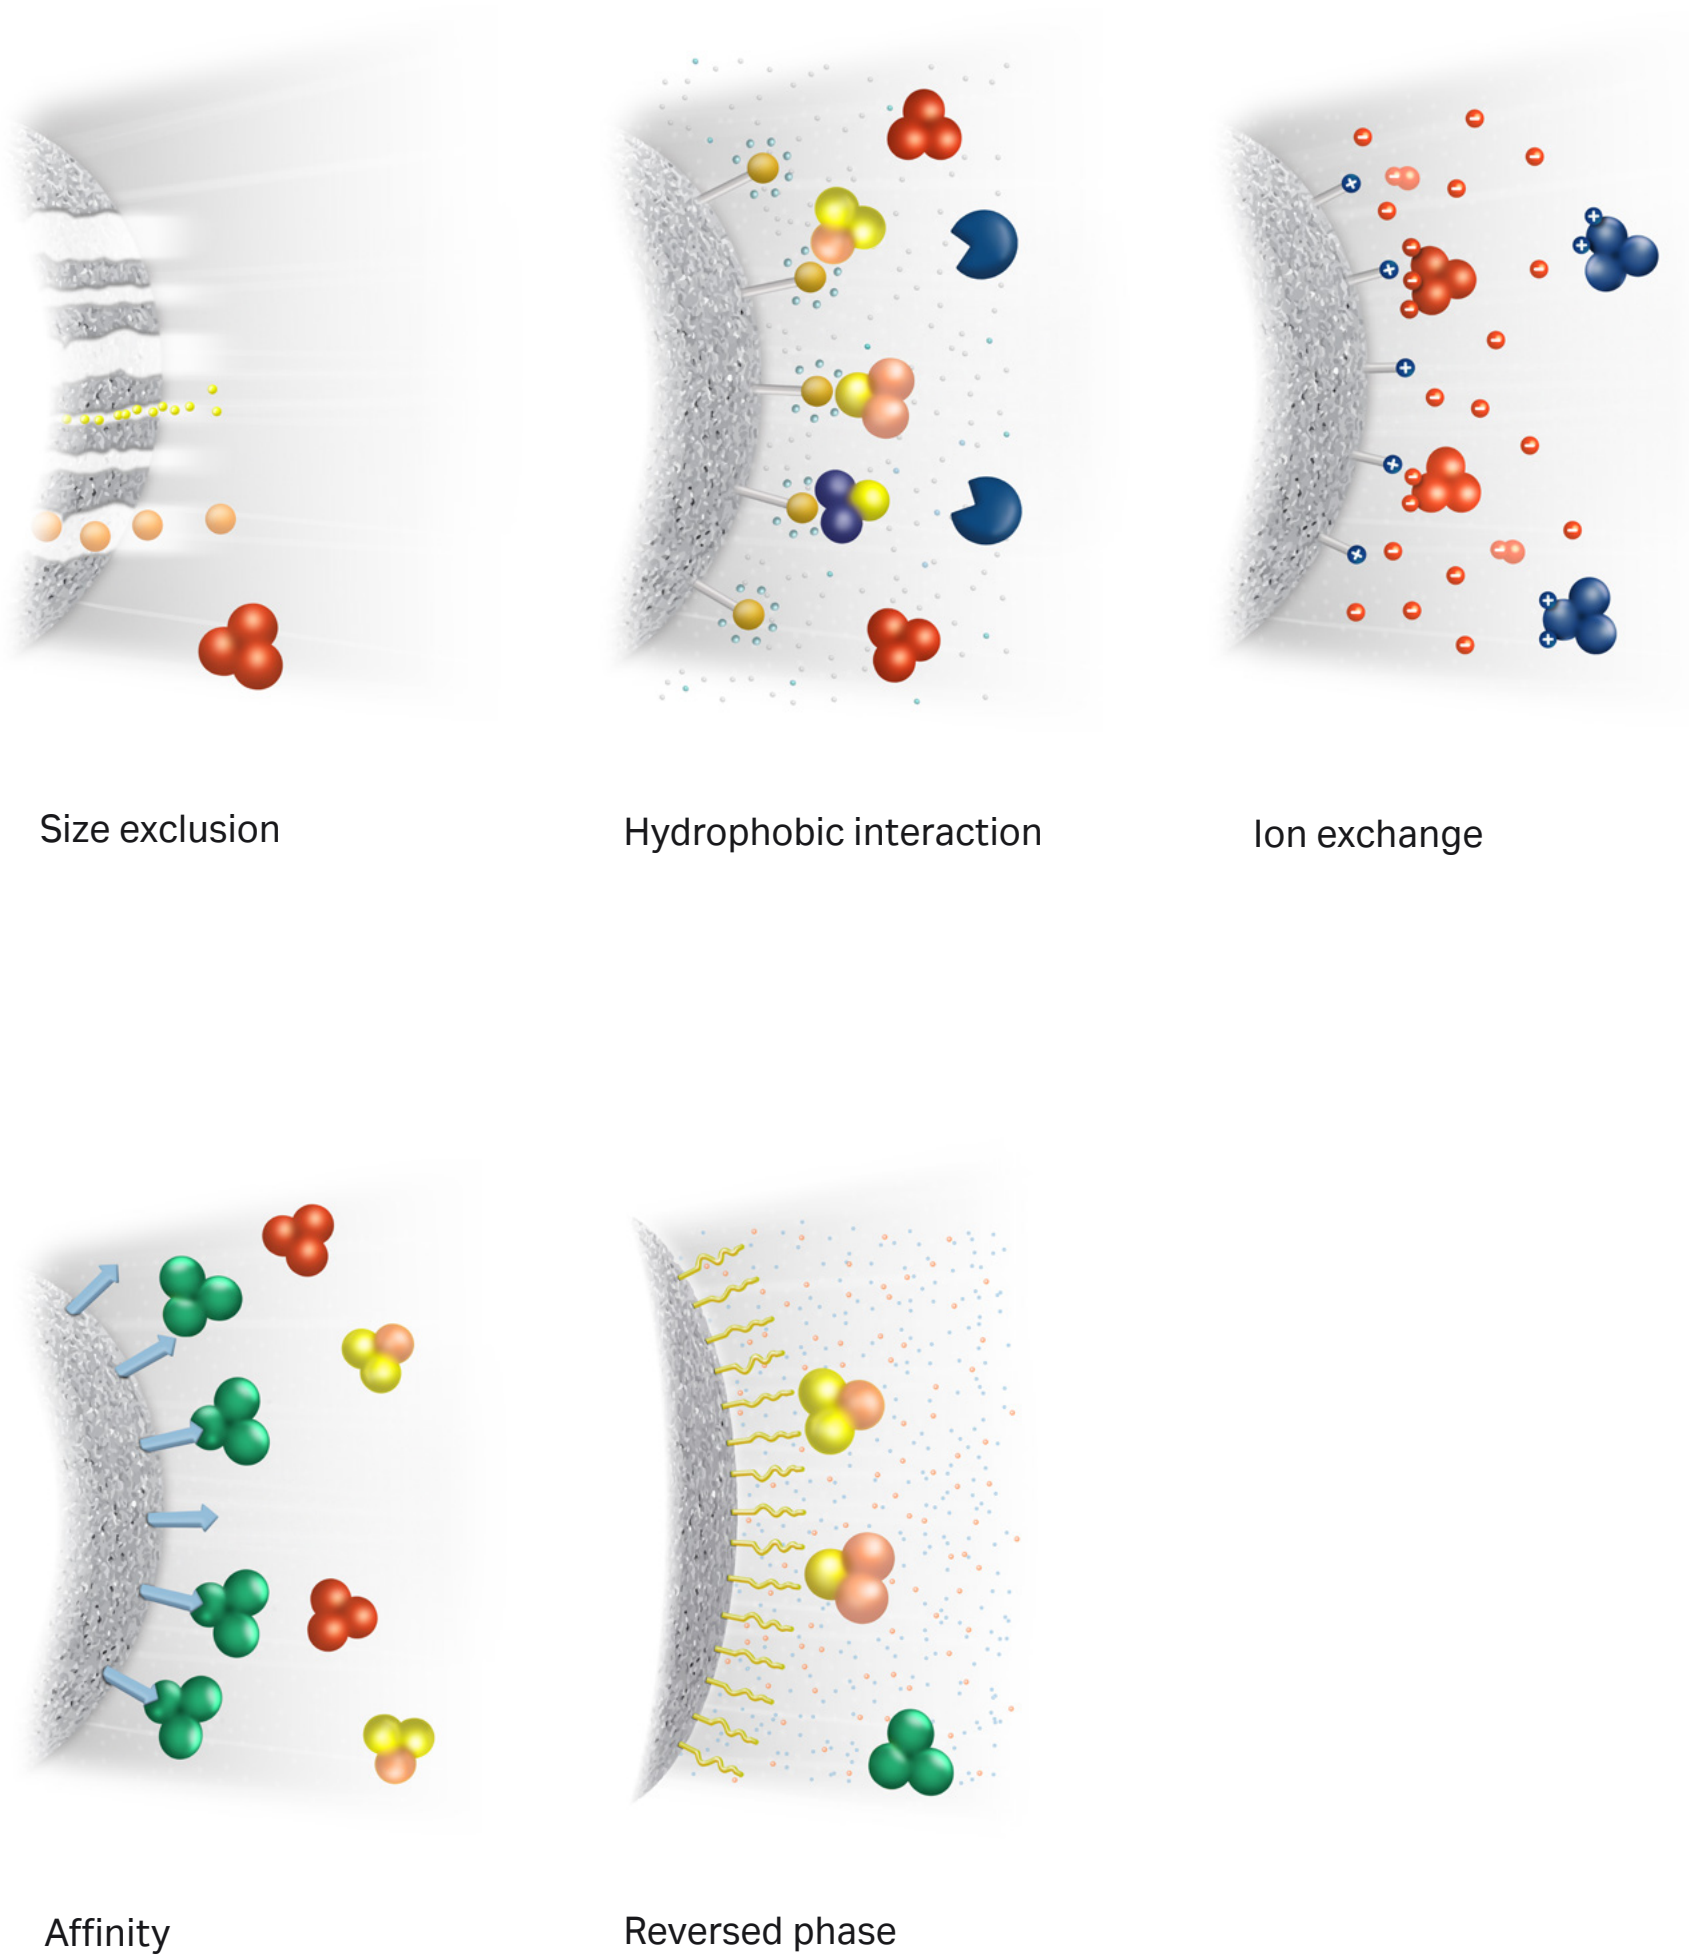 Size exclusion
Hydrophobic interaction
Ion exchange
Affinity
Reversed phase